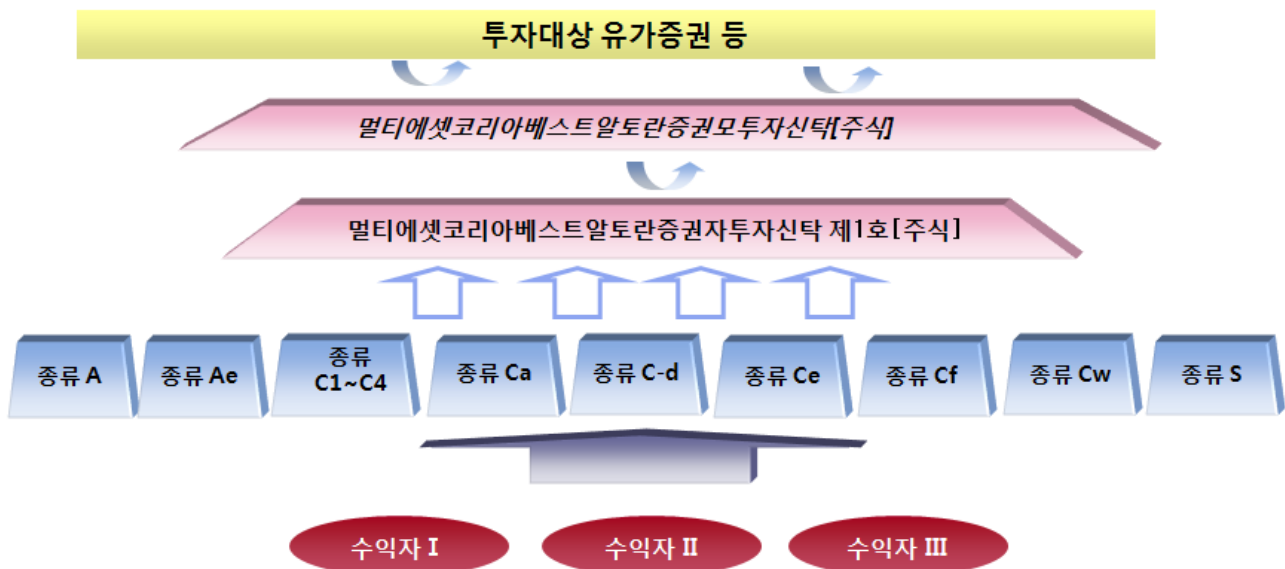 투자대상 유가증권 등
멀티에셋코리아베스트알토란증권모투자신탁[주식]
멀티에셋코리아베스트알토란증권자투자신탁 제1호[주식]
종류 A
종류 Ae
종류
C1~C4
종류 Ca
종류 C-d
종류 Ce
종류 Cf
종류 Cw
종류 S
수익자 I
수익자 II
수익자 III